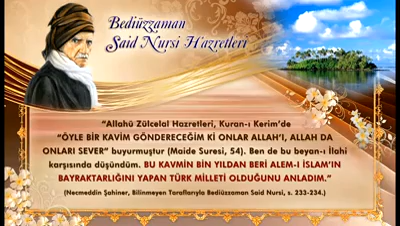 Bediüzzaman
Said Nursi Hazretleri
"Allahü Zülcelal Hazretleri, Kuran-ı Kerim'de
"ÖYLE BİR KAVİM GÖNDERECEĞİM Kİ ONLAR ALLAH'I, ALLAH DA
ONLARI SEVER" buyurmuştur (Maide Suresi, 54). Ben de bu beyan-ı İlahi
karşısında düşündüm. BU KAVMİN BİN YILDAN BERİ ALEM-I İSLAM'IN
BAYRAKTARLIĞINI YAPAN TÜRK MİLLETİ OLDUĞUNU ANLADIM."
(Necmeddin Şahiner, Bilinmeyen Taraflarıyla Bediüzzaman Said Nursi, s. 233-234.)